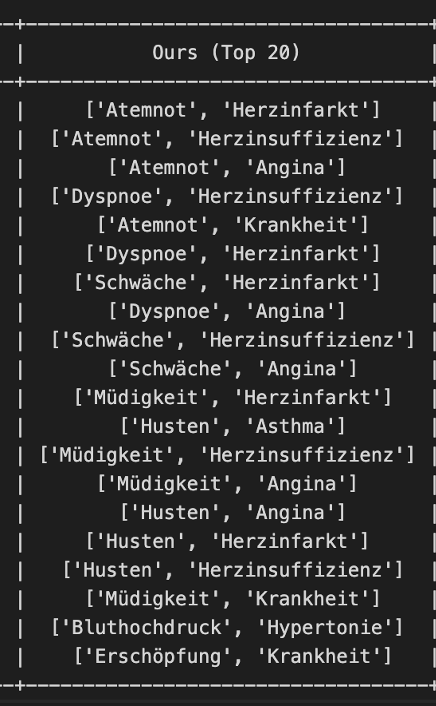 Ours (Top 20)
['Atemnot', 'Herzinfarkt']
['Atemnot', 'Herzinsuffizienz']
['Atemnot', 'Angina']
['Dyspnoe', 'Herzinsuffizienz']
['Atemnot', 'Krankheit']
['Dyspnoe', 'Herzinfarkt']
['Schwäche', 'Herzinfarkt']
['Dyspnoe', 'Angina']
['Schwäche', 'Herzinsuffizienz']
['Schwäche', 'Angina']
['Müdigkeit', 'Herzinfarkt']
['Husten', 'Asthma']
['Müdigkeit', 'Herzinsuffizienz']
['Müdigkeit', 'Angina']
['Husten', 'Angina']
['Husten', 'Herzinfarkt']
['Husten', 'Herzinsuffizienz']
['Müdigkeit', 'Krankheit']
['Bluthochdruck', 'Hypertonie']
['Erschöpfung', 'Krankheit']